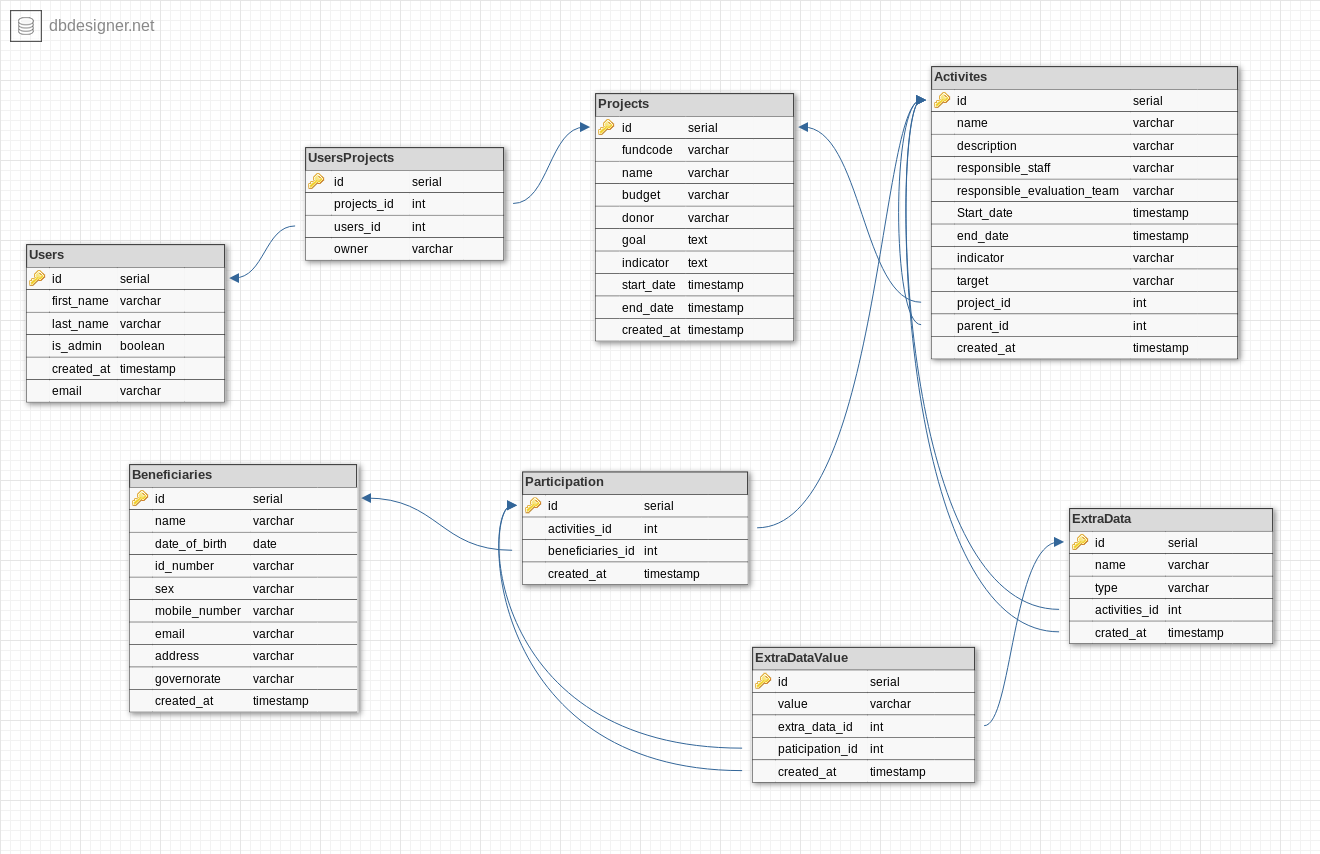 dbdesigner.net
Users
id serial
first_name varchar
last_name varchar
is_admin boolean
created_at timestamp
email varchar
UsersProjects
id serial
projects_id int
users_id int
owner varchar
Projects
id serial
fundcode varchar
name varchar
budget varchar
donor varchar
goal text
indicator text
start_date timestamp
end_date timestamp
created_at timestamp
Activites
id serial
name varchar
description varchar
responsible_staff varchar
responsible_evaluation_team varchar
Start_date timestamp
end_date timestamp
indicator varchar
target varchar
project_id int
parent_id int
created_at timestamp
Beneficiaries
id serial
name varchar
date_of_birth date
id_number varchar
sex varchar
mobile_number varchar
email varchar
address varchar
governorate varchar
created_at timestamp
Participation
id serial
activities_id int
beneficiaries_id int
created_at timestamp
ExtraDataValue
id serial
value varchar
extra_data_id int
paticipation_id int
created_at timestamp
ExtraData
id serial
name varchar
type varchar
activities_id int
crated_at timestamp